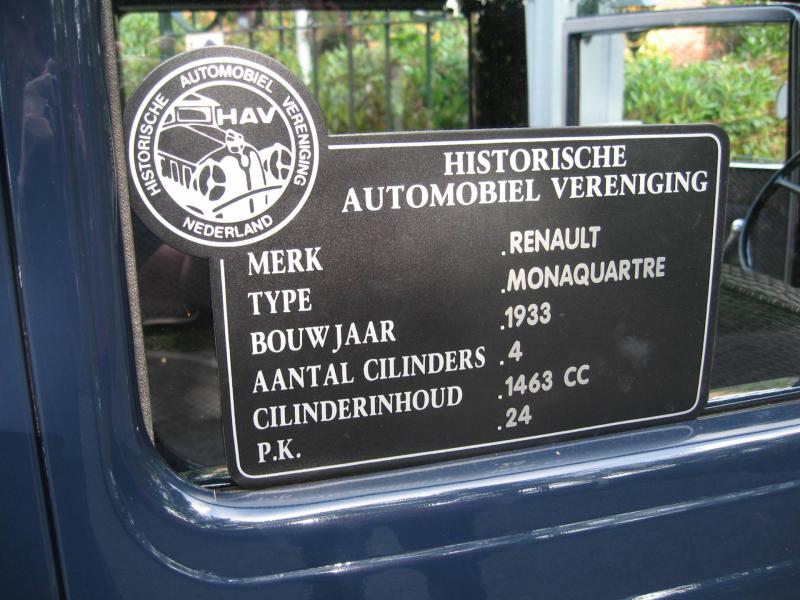 HISTORISCHE AUTOMOBIEL VERENIGING
HAV
NEDERLAND
HISTORISCHE
AUTOMOBIEL VERENIGING
MERK .RENAULT
TYPE .MONAQUARTRE
BOUWJAAR .1933
AANTAL CILINDERS .4
CILINDERINHOUD .1463 CC
P.K. .24